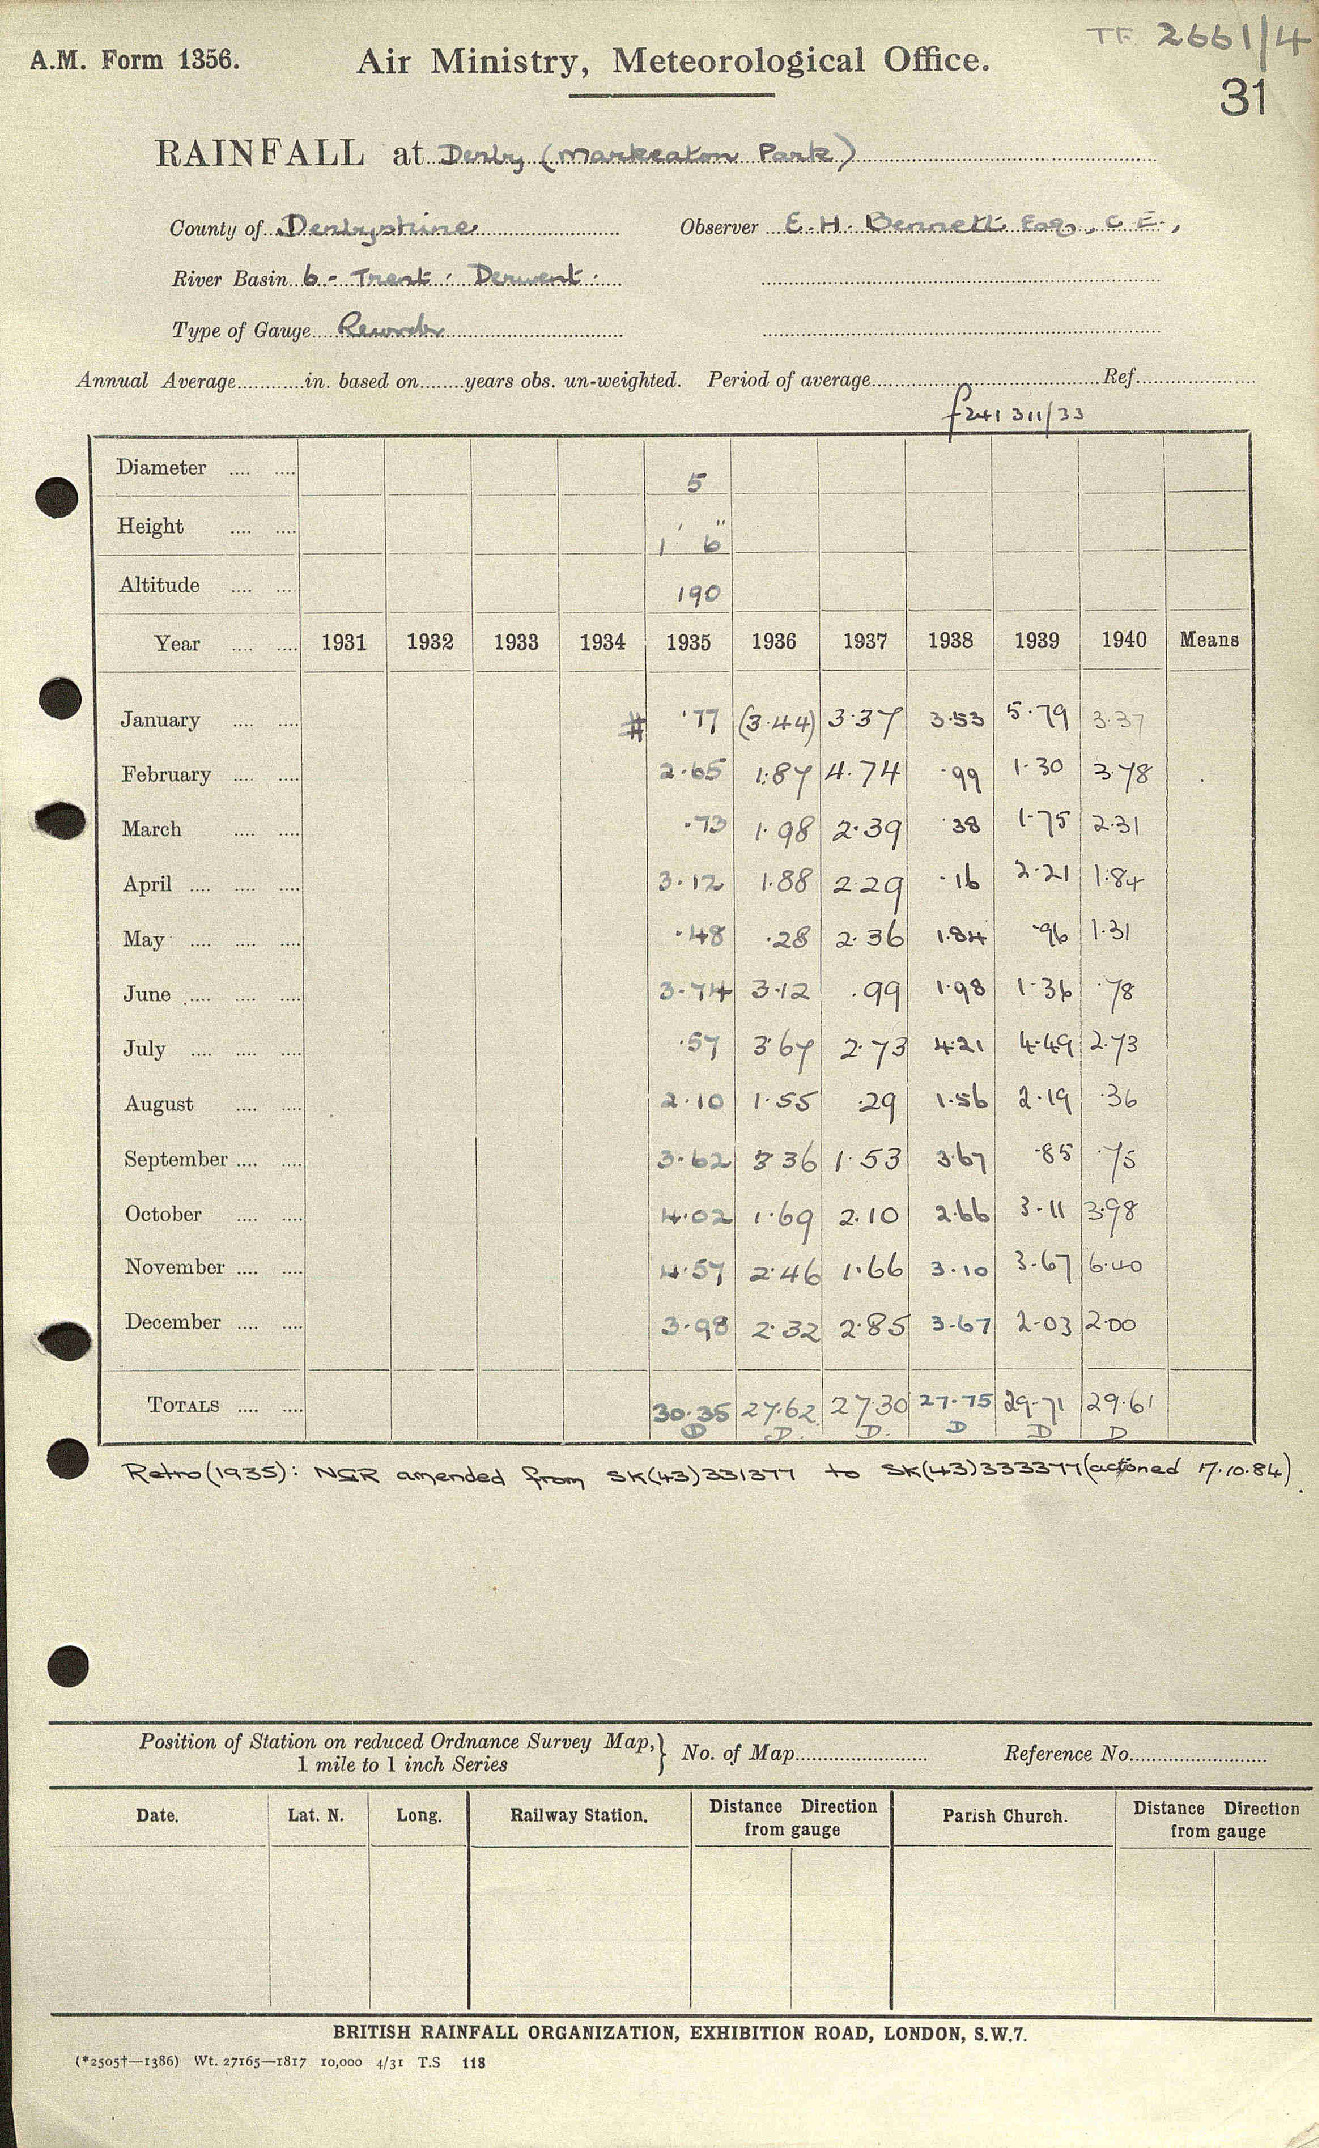 TF 2661/4
A.M. Form 1356. Air Ministry, Meteorological Office.
31
RAINFALL at Derby (Markeaton Park)
County of Derbyshire Observer E. H. Bennett Esq., C.E.,
River Basin 6 - Trent : Derwent.
Type of Gauge Recorder
Annual Average in. based on years obs. un-weighted. Period of average Ref.
f241311/33
Diameter 5
Height 1' 6"
Altitude 190
Year 1931 1932 1933 1934 1935 1936 1937 1938 1939 1940 Means
January # ·77 (3·44) 3·37 3·53 5·79 3·37
February 2·65 1·87 4·74 ·99 1·30 3·78
March ·73 1·98 2·39 ·38 1·75 2·31
April 3·12 1·88 2·29 ·16 2·21 1·84
May ·48 ·28 2·36 1·84 ·96 1·31
June 3·74 3·12 ·99 1·98 1·36 ·78
July ·57 3·67 2·73 4·21 4·49 2·73
August 2·10 1·55 ·29 1·56 2·19 ·36
September 3·62 3·36 1·53 3·67 ·85 ·75
October 4·02 1·69 2·10 2·66 3·11 3·98
November 4·57 2·46 1·66 3·10 3·67 6·40
December 3·98 2·32 2·85 3·67 2·03 2·00
TOTALS 30·35 27·62 27·30 27·75 29·71 29·61
D D. D. D D D
Retro (1935): NGR amended from SK(43)331377 to SK(43)333377 (actioned 17.10.84).
Position of Station on reduced Ordnance Survey Map, } No. of Map Reference No.
1 mile to 1 inch Series
Date. Lat. N. Long. Railway Station. Distance Direction from gauge Parish Church. Distance Direction from gauge
BRITISH RAINFALL ORGANIZATION, EXHIBITION ROAD, LONDON, S.W.7.
(*2505†—1386) Wt. 27165—1817 10,000 4/31 T.S 118